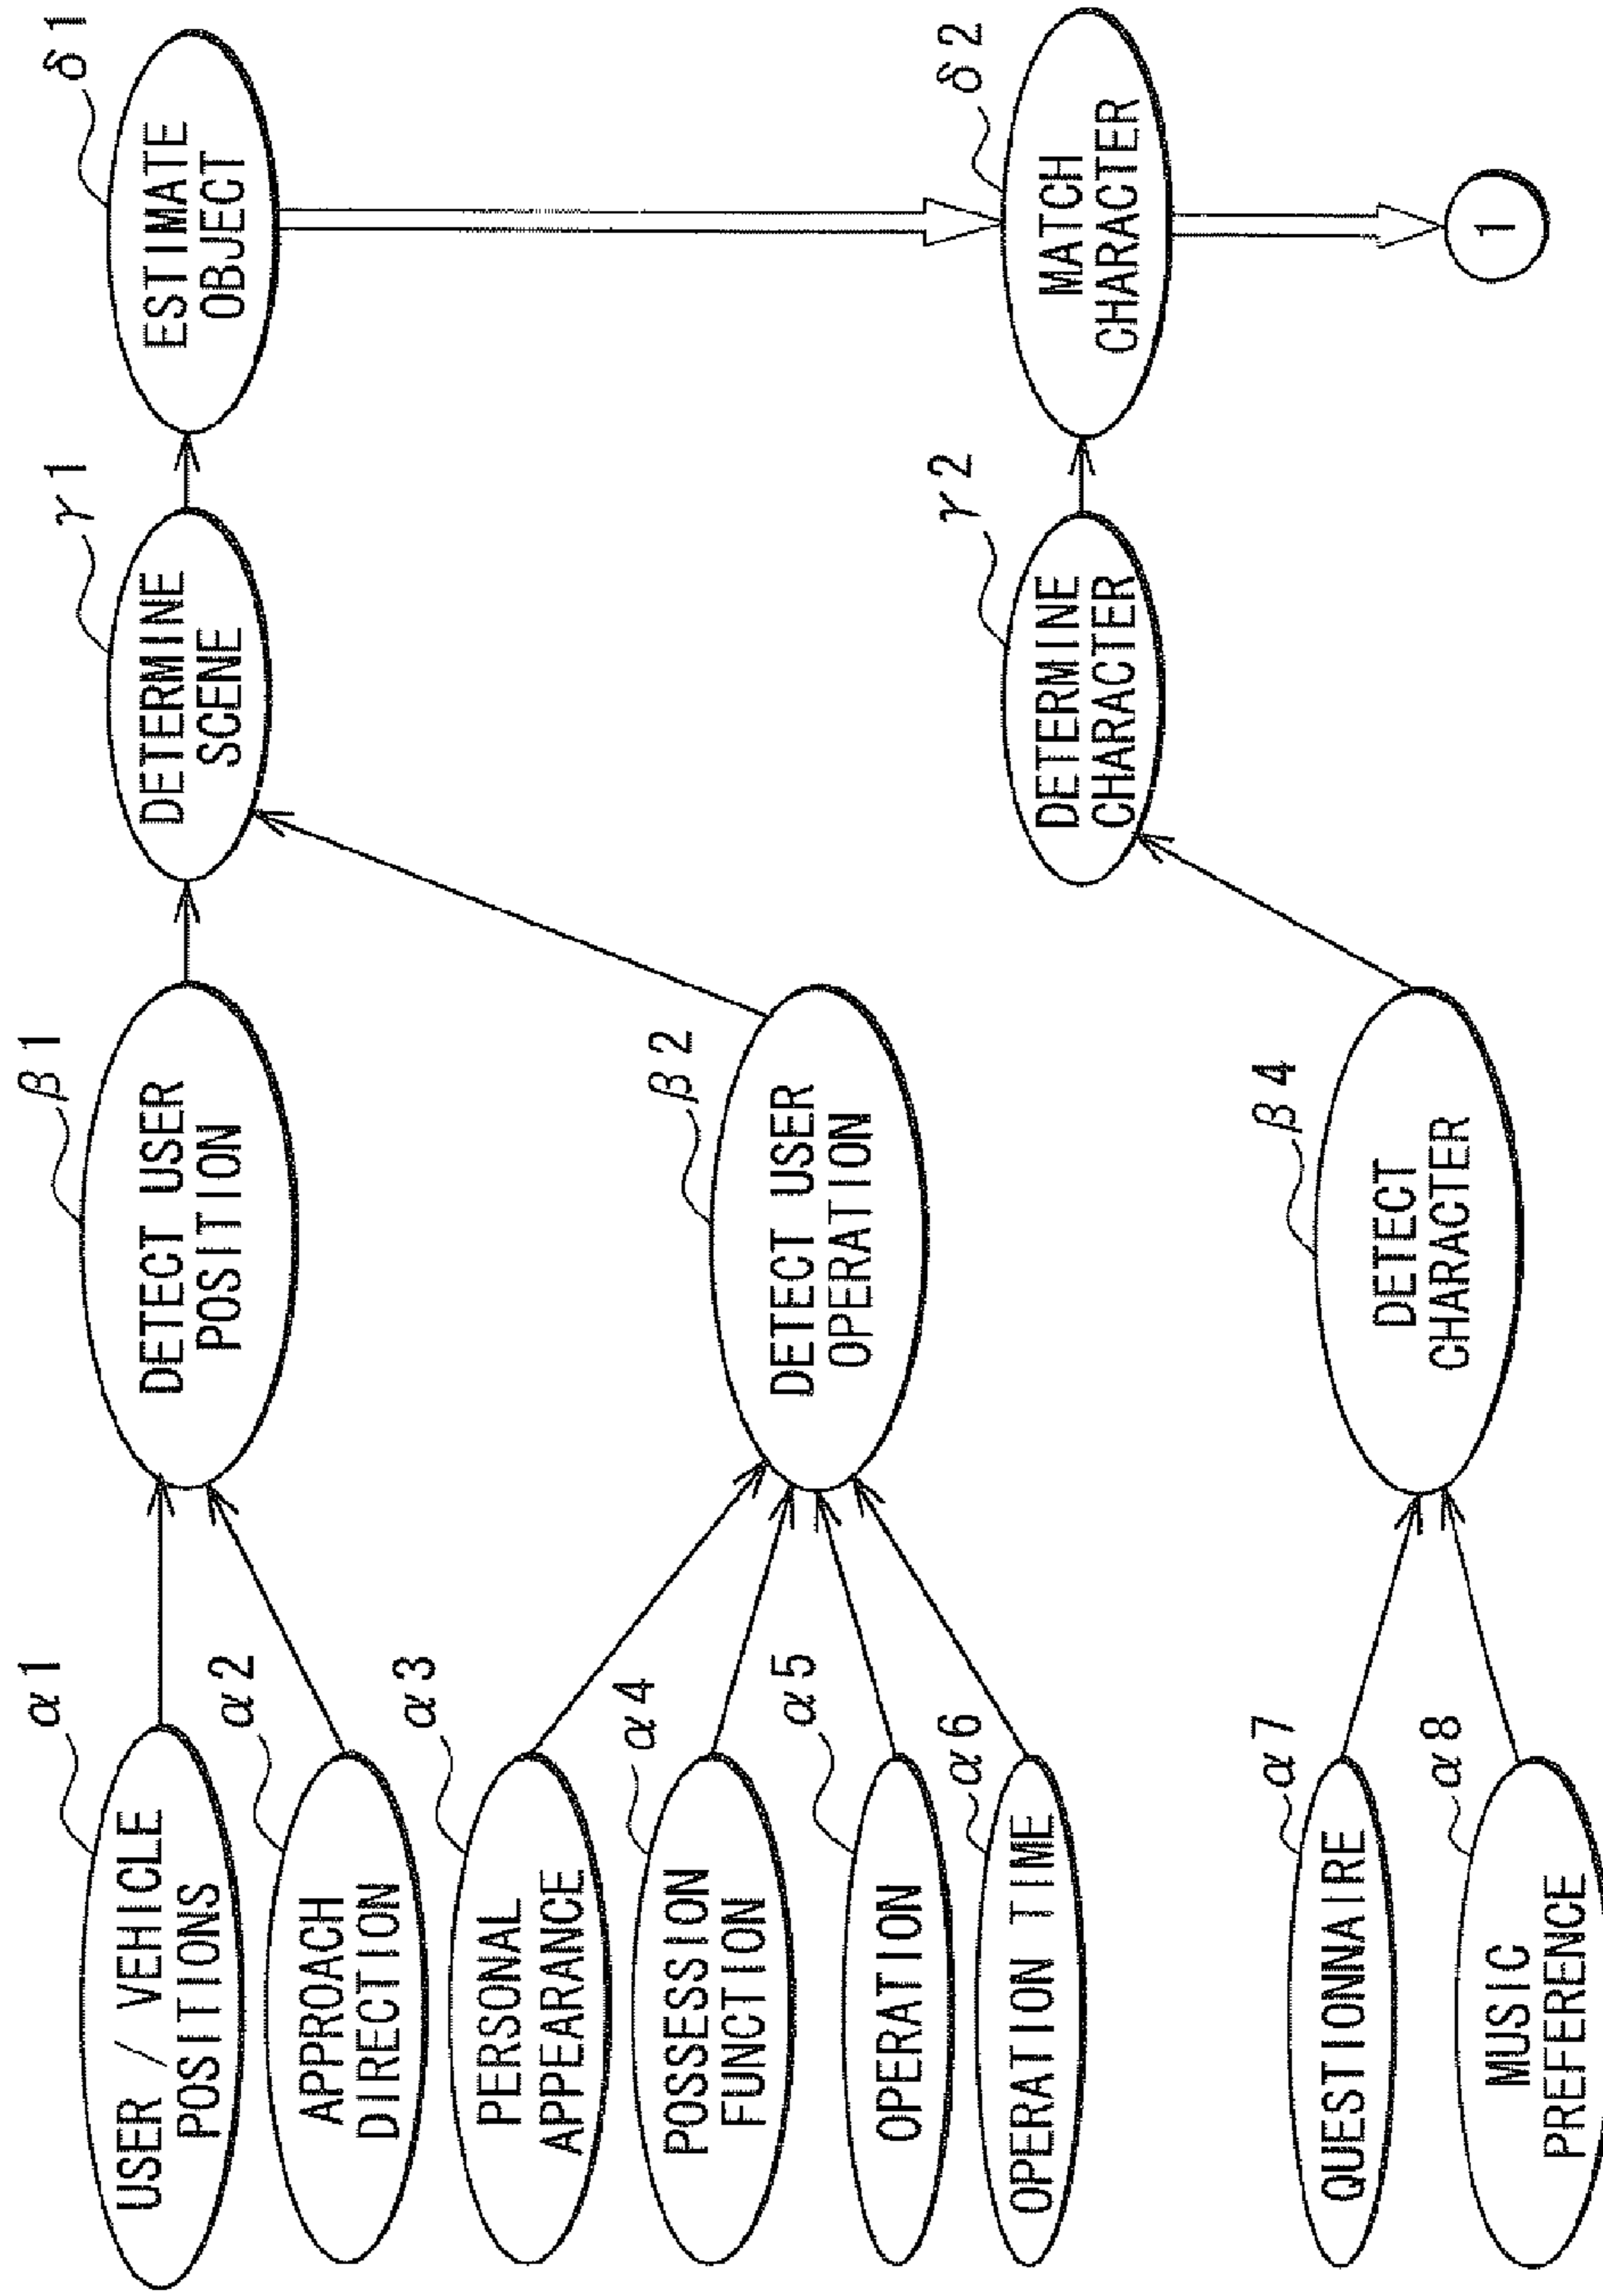 α1
USER / VEHICLE
POSITIONS
α2
APPROACH
DIRECTION
α3
PERSONAL
APPEARANCE
α4
POSSESSION
FUNCTION
α5
OPERATION
α6
OPERATION TIME
α7
QUESTIONNAIRE
α8
MUSIC
PREFERENCE
β1
DETECT USER
POSITION
β2
DETECT USER
OPERATION
β4
DETECT
CHARACTER
γ1
DETERMINE
SCENE
γ2
DETERMINE
CHARACTER
δ1
ESTIMATE
OBJECT
δ2
MATCH
CHARACTER
1